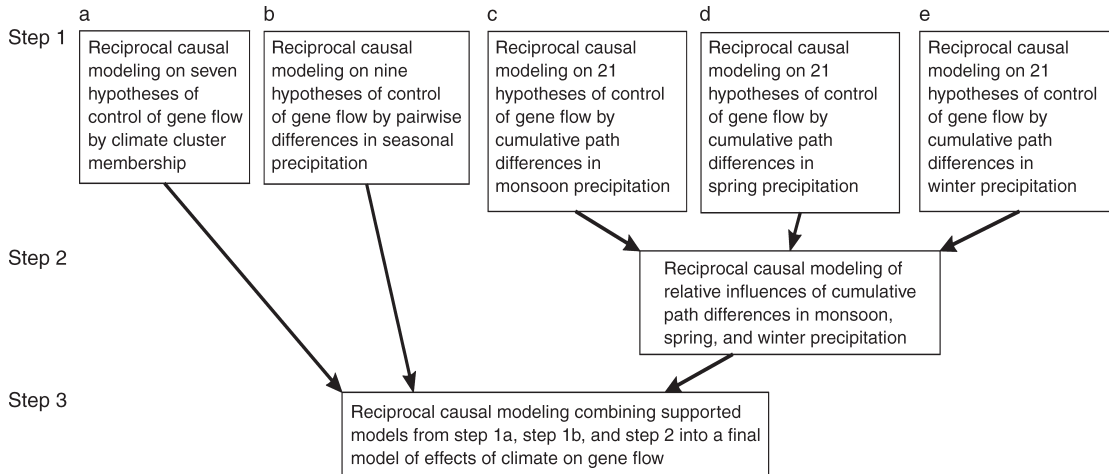 a
b
c
d
e
Step 1
Reciprocal causal
modeling on seven
hypotheses of
control of gene flow
by climate cluster
membership
Reciprocal causal
modeling on nine
hypotheses of control
of gene flow by pairwise
differences in seasonal
precipitation
Reciprocal causal
modeling on 21
hypotheses of control
of gene flow by
cumulative path
differences in
monsoon precipitation
Reciprocal causal
modeling on 21
hypotheses of control
of gene flow by
cumulative path
differences in
spring precipitation
Reciprocal causal
modeling on 21
hypotheses of control
of gene flow by
cumulative path
differences in
winter precipitation
Step 2
Reciprocal causal modeling of
relative influences of cumulative
path differences in monsoon,
spring, and winter precipitation
Step 3
Reciprocal causal modeling combining supported
models from step 1a, step 1b, and step 2 into a final
model of effects of climate on gene flow